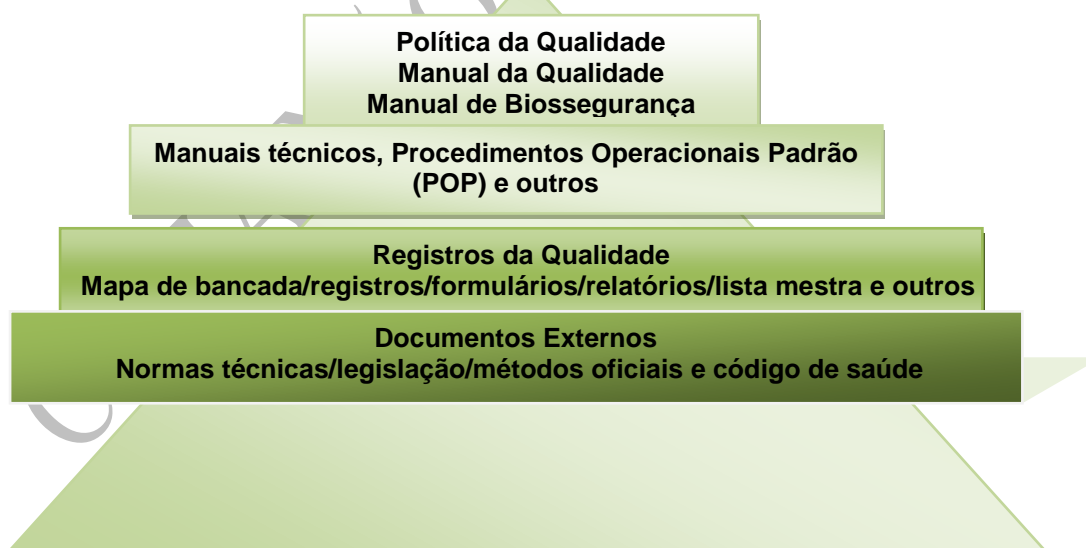 Política da Qualidade
Manual da Qualidade
Manual de Biossegurança
Manuais técnicos, Procedimentos Operacionais Padrão
(POP) e outros
Registros da Qualidade
Mapa de bancada/registros/formulários/relatórios/lista mestra e outros
Documentos Externos
Normas técnicas/legislação/métodos oficiais e código de saúde